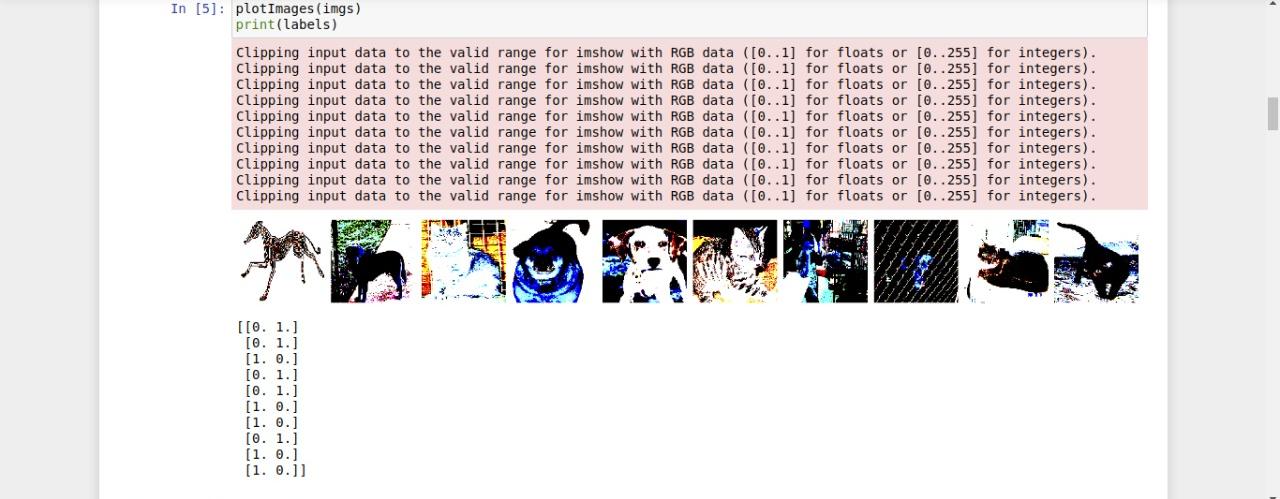 In [5]: plotImages(imgs)
print(labels)
Clipping input data to the valid range for imshow with RGB data ([0..1] for floats or [0..255] for integers).
Clipping input data to the valid range for imshow with RGB data ([0..1] for floats or [0..255] for integers).
Clipping input data to the valid range for imshow with RGB data ([0..1] for floats or [0..255] for integers).
Clipping input data to the valid range for imshow with RGB data ([0..1] for floats or [0..255] for integers).
Clipping input data to the valid range for imshow with RGB data ([0..1] for floats or [0..255] for integers).
Clipping input data to the valid range for imshow with RGB data ([0..1] for floats or [0..255] for integers).
Clipping input data to the valid range for imshow with RGB data ([0..1] for floats or [0..255] for integers).
Clipping input data to the valid range for imshow with RGB data ([0..1] for floats or [0..255] for integers).
Clipping input data to the valid range for imshow with RGB data ([0..1] for floats or [0..255] for integers).
Clipping input data to the valid range for imshow with RGB data ([0..1] for floats or [0..255] for integers).
[[0. 1.]
[0. 1.]
[1. 0.]
[0. 1.]
[0. 1.]
[1. 0.]
[1. 0.]
[0. 1.]
[1. 0.]
[1. 0.]]